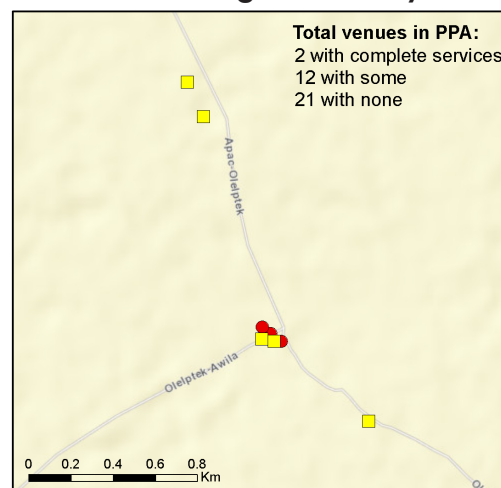 Total venues in PPA:
2 with complete services
12 with some
21 with none
Apac-Olelptek
Olelptek-Awila
0 0.2 0.4 0.6 0.8
Km